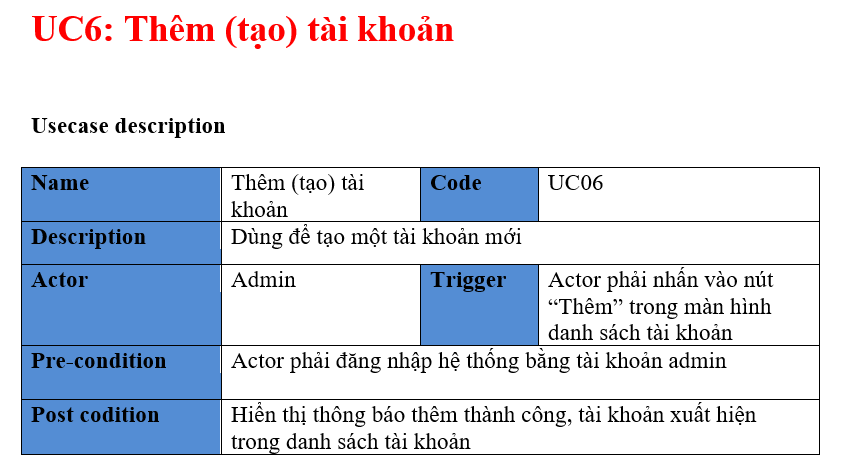 UC6: Thêm (tạo) tài khoản
Usecase description
Name
Thêm (tạo) tài
khoản
Code
UC06
Description
Dùng để tạo một tài khoản mới
Actor
Admin
Trigger
Actor phải nhấn vào nút
“Thêm” trong màn hình
danh sách tài khoản
Pre-condition
Actor phải đăng nhập hệ thống bằng tài khoản admin
Post codition
Hiển thị thông báo thêm thành công, tài khoản xuất hiện
trong danh sách tài khoản